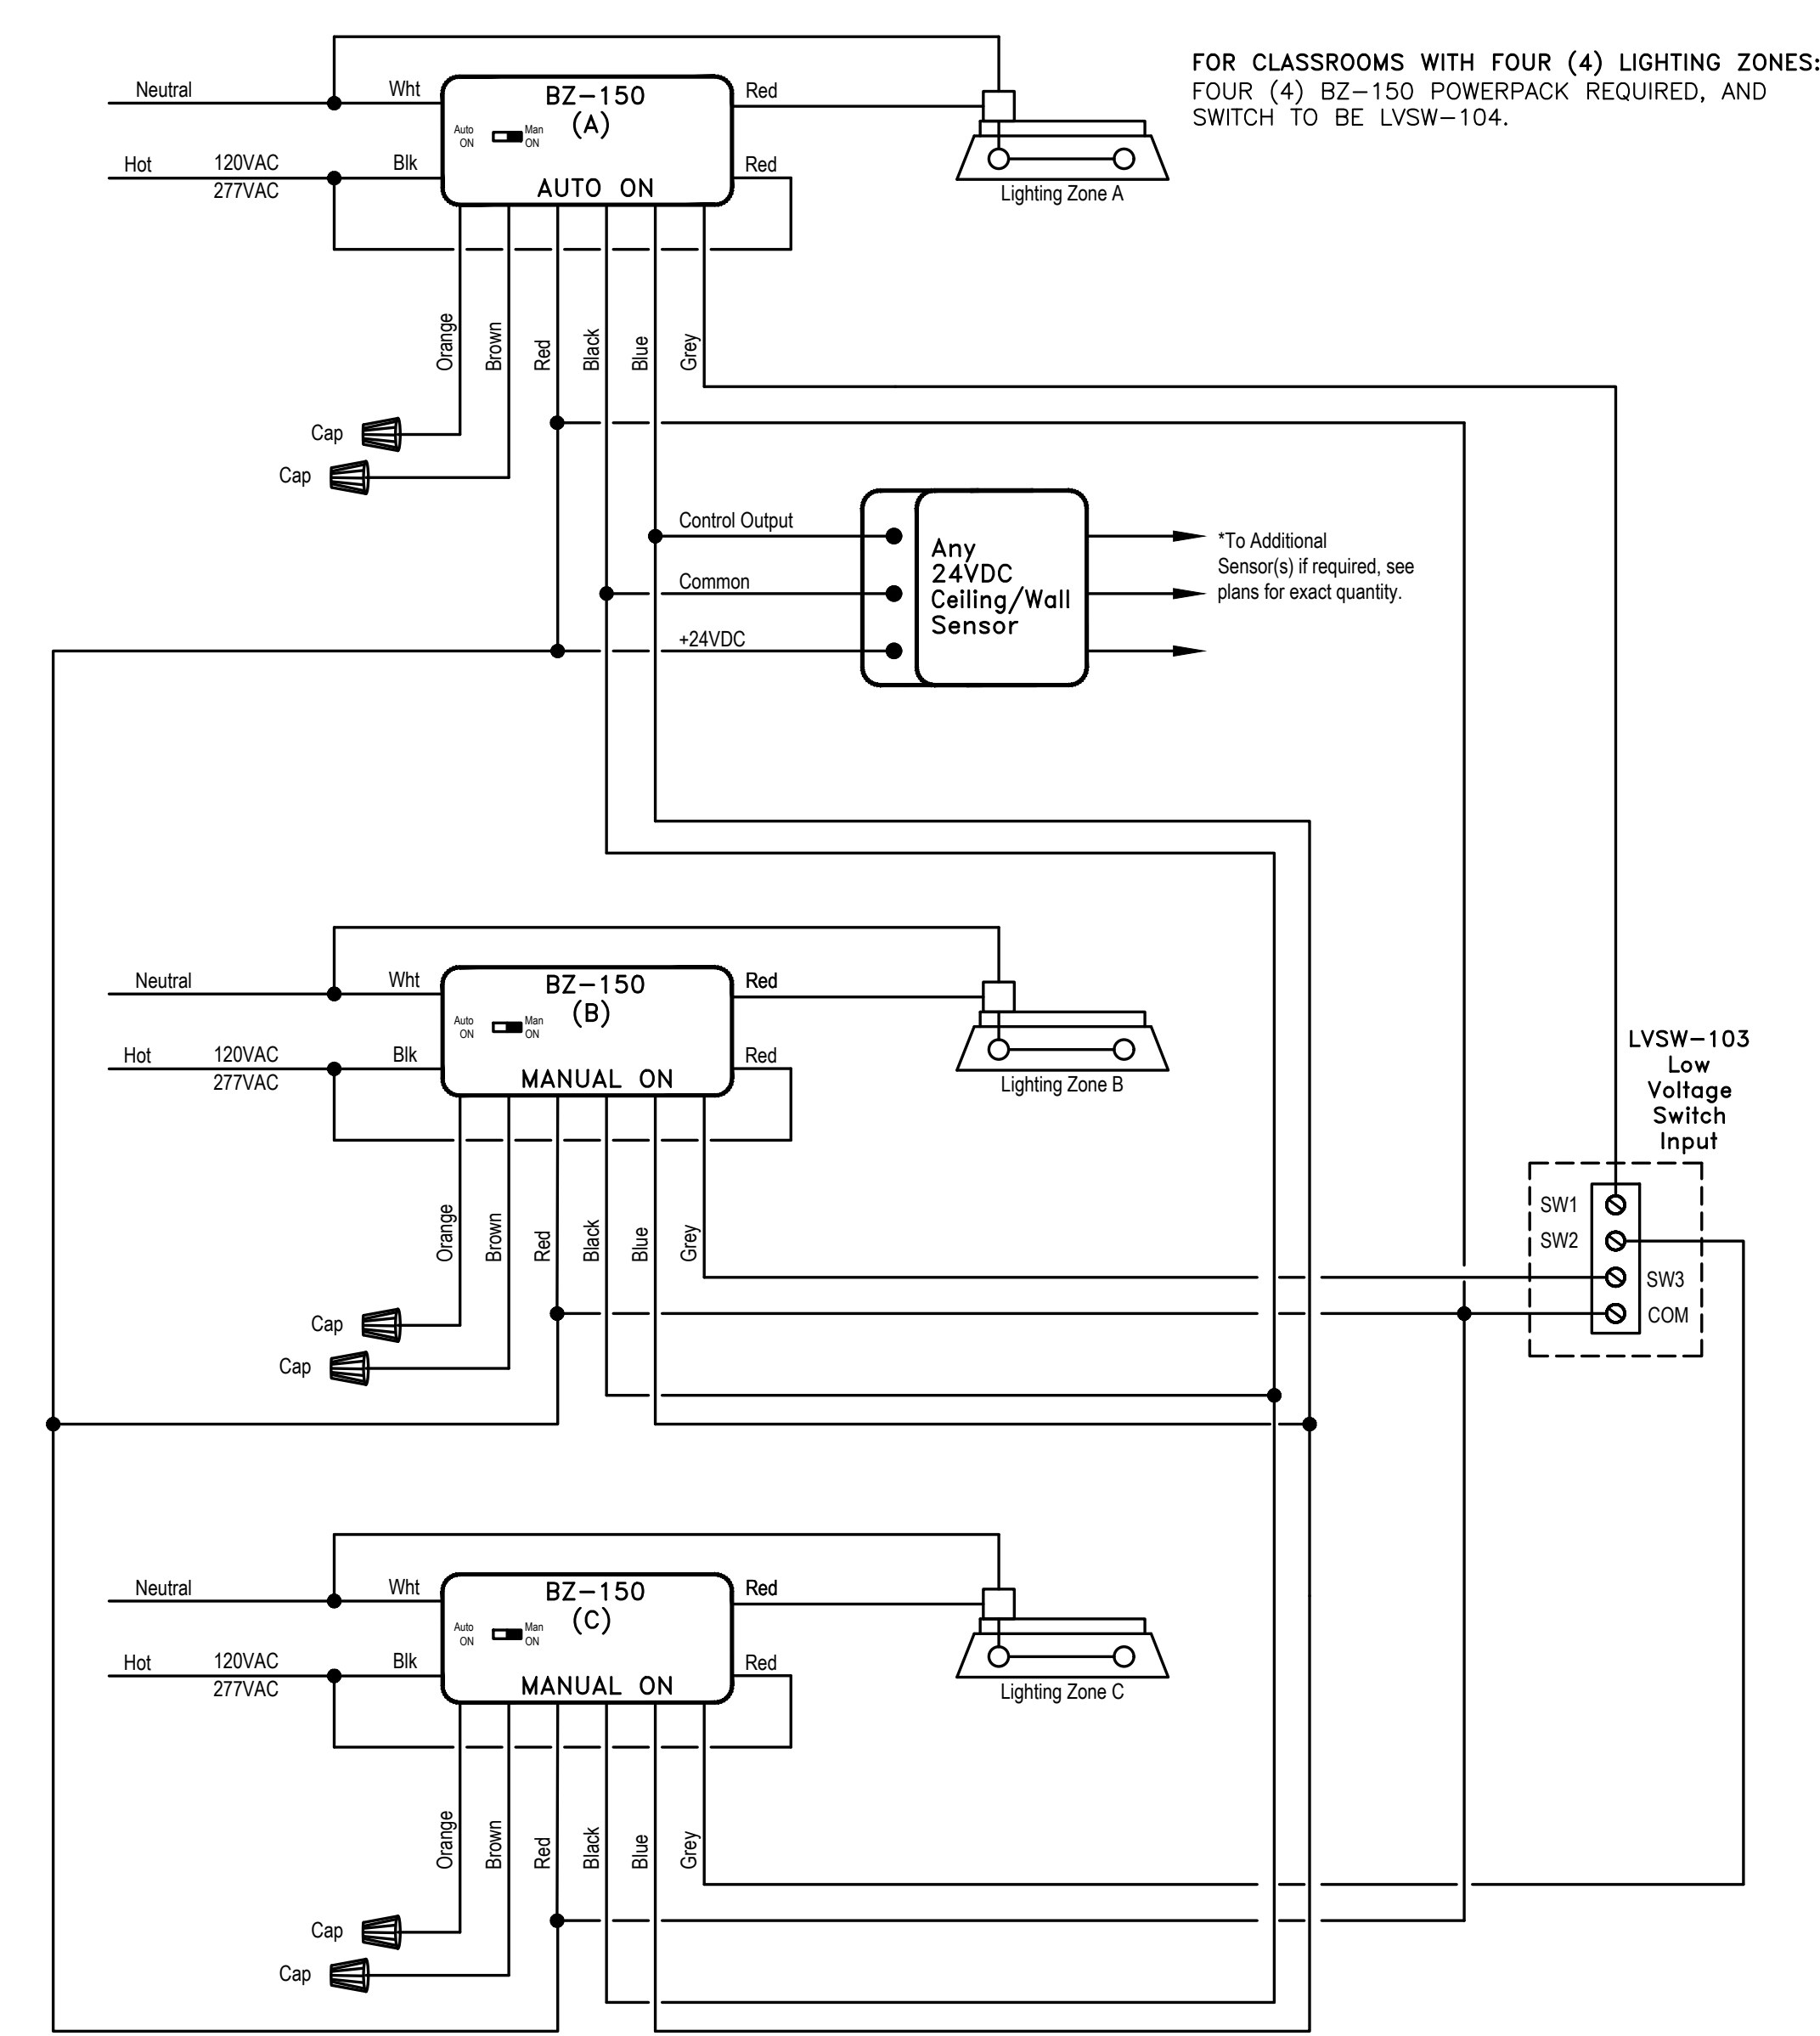 FOR CLASSROOMS WITH FOUR (4) LIGHTING ZONES:
FOUR (4) BZ-150 POWERPACK REQUIRED, AND
SWITCH TO BE LVSW-104.
Neutral
Wht
BZ-150
(A)
Auto
ON
Man
ON
Red
Hot
120VAC
277VAC
Blk
AUTO ON
Red
Lighting Zone A
Orange
Brown
Red
Black
Blue
Grey
Cap
Cap
Control Output
Common
+24VDC
Any
24VDC
Ceiling/Wall
Sensor
*To Additional
Sensor(s) if required, see
plans for exact quantity.
Neutral
Wht
BZ-150
(B)
Auto
ON
Man
ON
Red
Hot
120VAC
277VAC
Blk
MANUAL ON
Red
Lighting Zone B
LVSW-103
Low
Voltage
Switch
Input
SW1
SW2
SW3
COM
Orange
Brown
Red
Black
Blue
Grey
Cap
Cap
Neutral
Wht
BZ-150
(C)
Auto
ON
Man
ON
Red
Hot
120VAC
277VAC
Blk
MANUAL ON
Red
Lighting Zone C
Orange
Brown
Red
Black
Blue
Grey
Cap
Cap